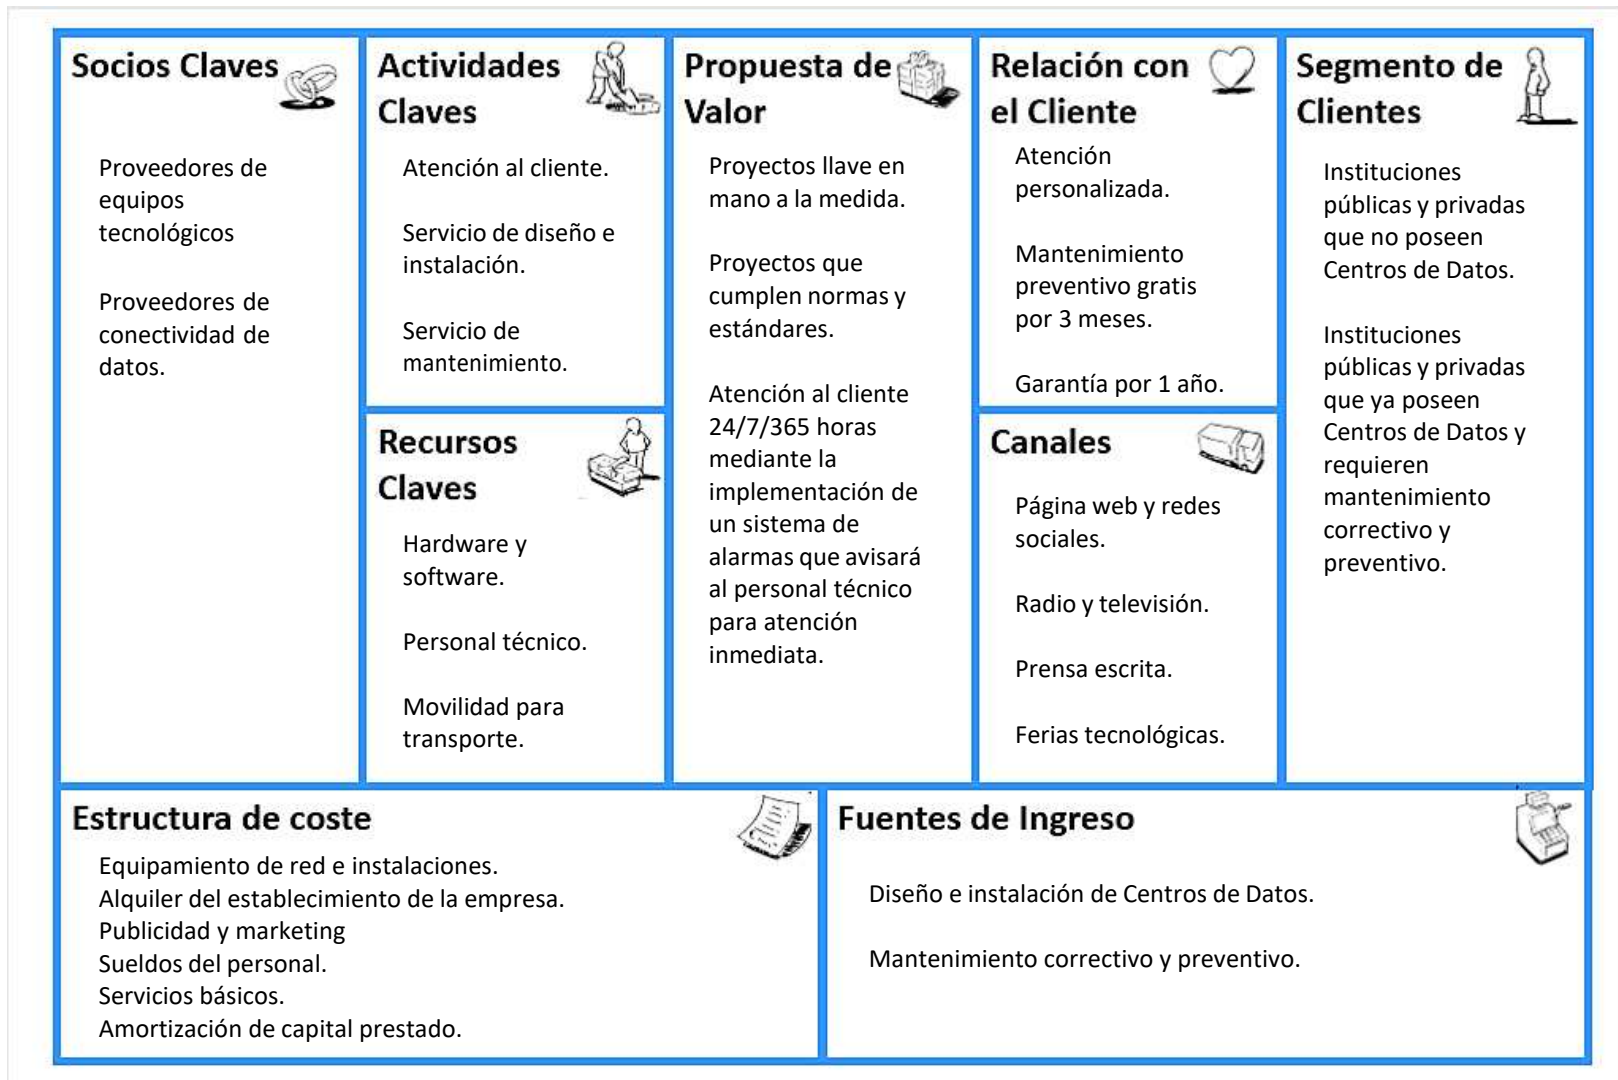 Socios Claves
Proveedores de
equipos
tecnológicos
Proveedores de
conectividad de
datos.
Actividades
Claves
Atención al cliente.
Servicio de diseño e
instalación.
Servicio de
mantenimiento.
Recursos
Claves
Hardware y
software.
Personal técnico.
Movilidad para
transporte.
Propuesta de
Valor
Proyectos llave en
mano a la medida.
Proyectos que
cumplen normas y
estándares.
Atención al cliente
24/7/365 horas
mediante la
implementación de
un sistema de
alarmas que avisará
al personal técnico
para atención
inmediata.
Relación con
el Cliente
Atención
personalizada.
Mantenimiento
preventivo gratis
por 3 meses.
Garantía por 1 año.
Canales
Página web y redes
sociales.
Radio y televisión.
Prensa escrita.
Ferias tecnológicas.
Segmento de
Clientes
Instituciones
públicas y privadas
que no poseen
Centros de Datos.
Instituciones
públicas y privadas
que ya poseen
Centros de Datos y
requieren
mantenimiento
correctivo y
preventivo.
Estructura de coste
Equipamiento de red e instalaciones.
Alquiler del establecimiento de la empresa.
Publicidad y marketing
Sueldos del personal.
Servicios básicos.
Amortización de capital prestado.
Fuentes de Ingreso
Diseño e instalación de Centros de Datos.
Mantenimiento correctivo y preventivo.